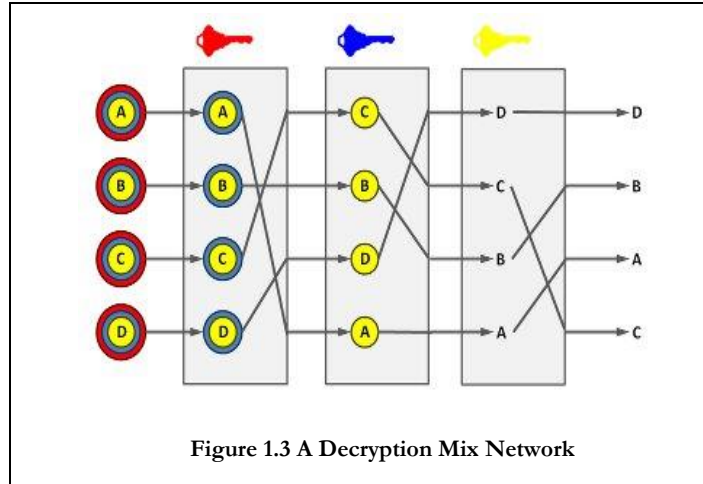 A A C D D
B B B C B
C C D B A
D D A A C
Figure 1.3 A Decryption Mix Network